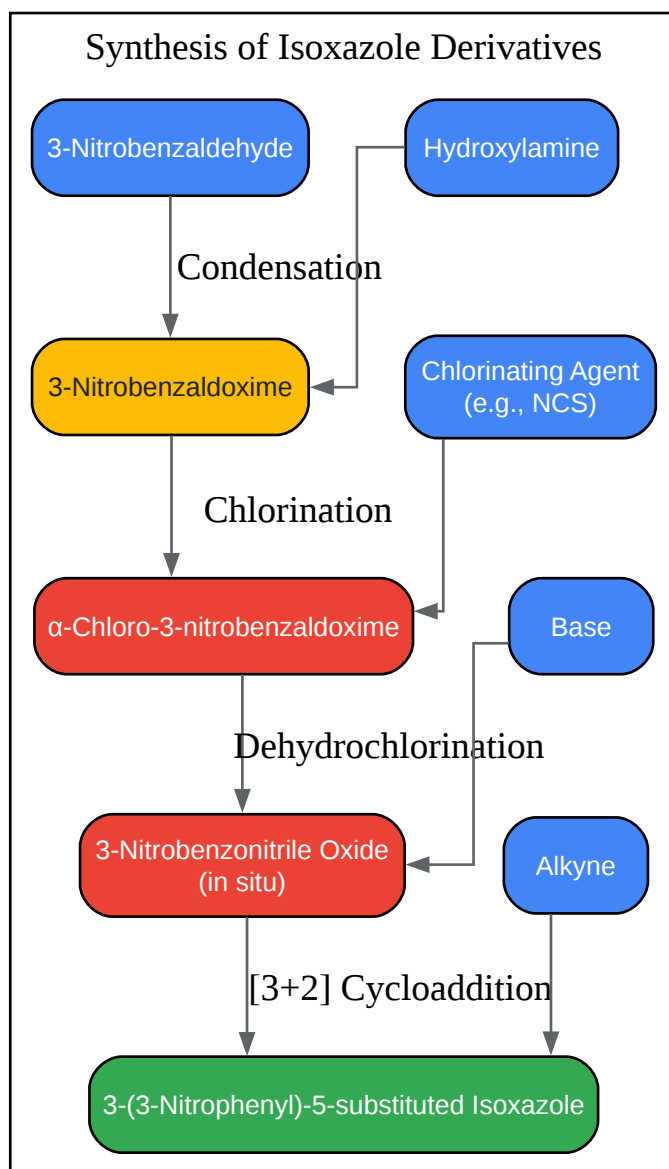 Synthesis of Isoxazole Derivatives
3-Nitrobenzaldehyde
Hydroxylamine
Condensation
3-Nitrobenzaldoxime
Chlorinating Agent
(e.g., NCS)
Chlorination
α-Chloro-3-nitrobenzaldoxime
Base
Dehydrochlorination
3-Nitrobenzonitrile Oxide
(in situ)
Alkyne
[3+2] Cycloaddition
3-(3-Nitrophenyl)-5-substituted Isoxazole